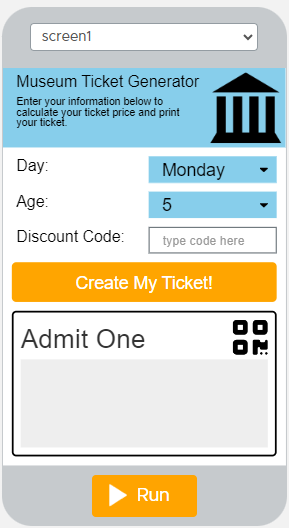 screen1
Museum Ticket Generator
Enter your information below to
calculate your ticket price and print
your ticket.
Day:
Monday
Age:
5
Discount Code:
type code here
Create My Ticket!
Admit One
Run